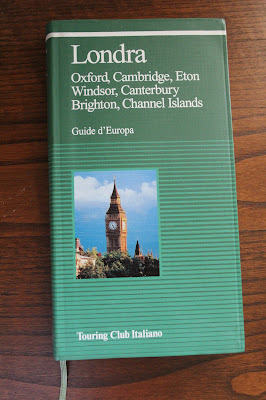 Londra
Oxford, Cambridge, Eton
Windsor, Canterbury
Brighton, Channel Islands
Guide d'Europa
Touring Club Italiano